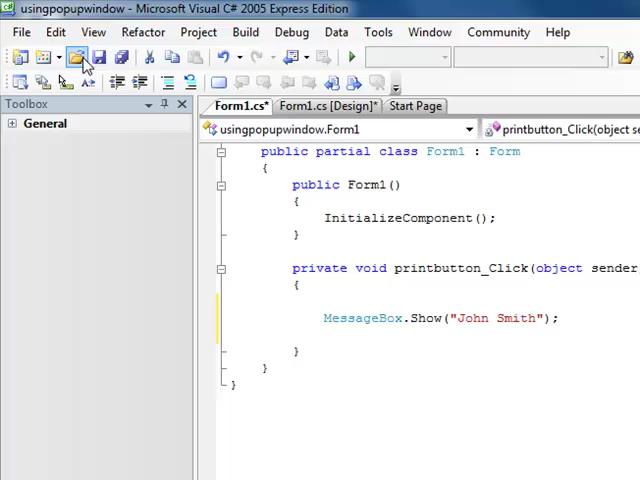 usingpopupwindow - Microsoft Visual C# 2005 Express Edition
File Edit View Refactor Project Build Debug Data Tools Window Community Help
Toolbox
Form1.cs* Form1.cs [Design]* Start Page
General
usingpopupwindow.Form1
printbutton_Click(object se
public partial class Form1 : Form
{
public Form1()
{
InitializeComponent();
}
private void printbutton_Click(object sender,
{
MessageBox.Show("John Smith");
}
}
}